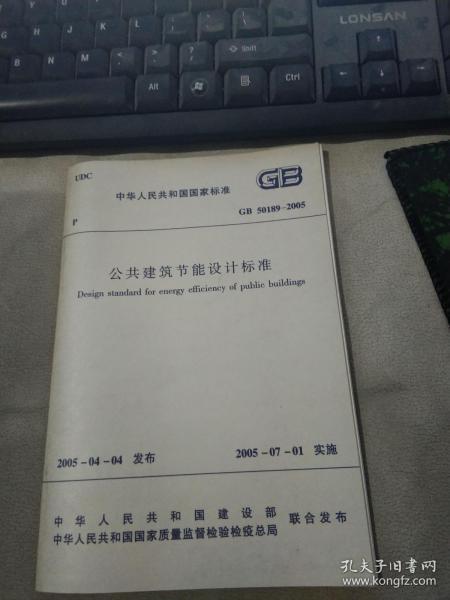 LONSAN
Shift
Alt
Ctrl
UDC
中华人民共和国国家标准
GB
P
GB 50189-2005
公共建筑节能设计标准
Design standard for energy efficiency of public buildings
2005-04-04 发布
2005-07-01 实施
中华人民共和国建设部
中华人民共和国国家质量监督检验检疫总局
联合发布
孔夫子旧书网
www.kongfz.com